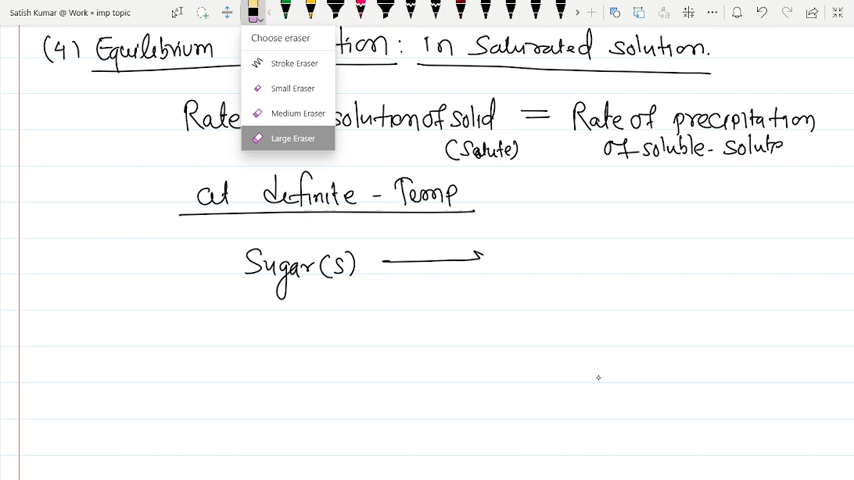 Satish Kumar @ Work » imp topic
Choose eraser
Stroke Eraser
Small Eraser
Medium Eraser
Large Eraser
(4) Equilibrium tion: In Saturated solution.
Rate solution of solid = Rate of precipitation
(Solute) of soluble-Solute
at definite - Temp
Sugar(s)